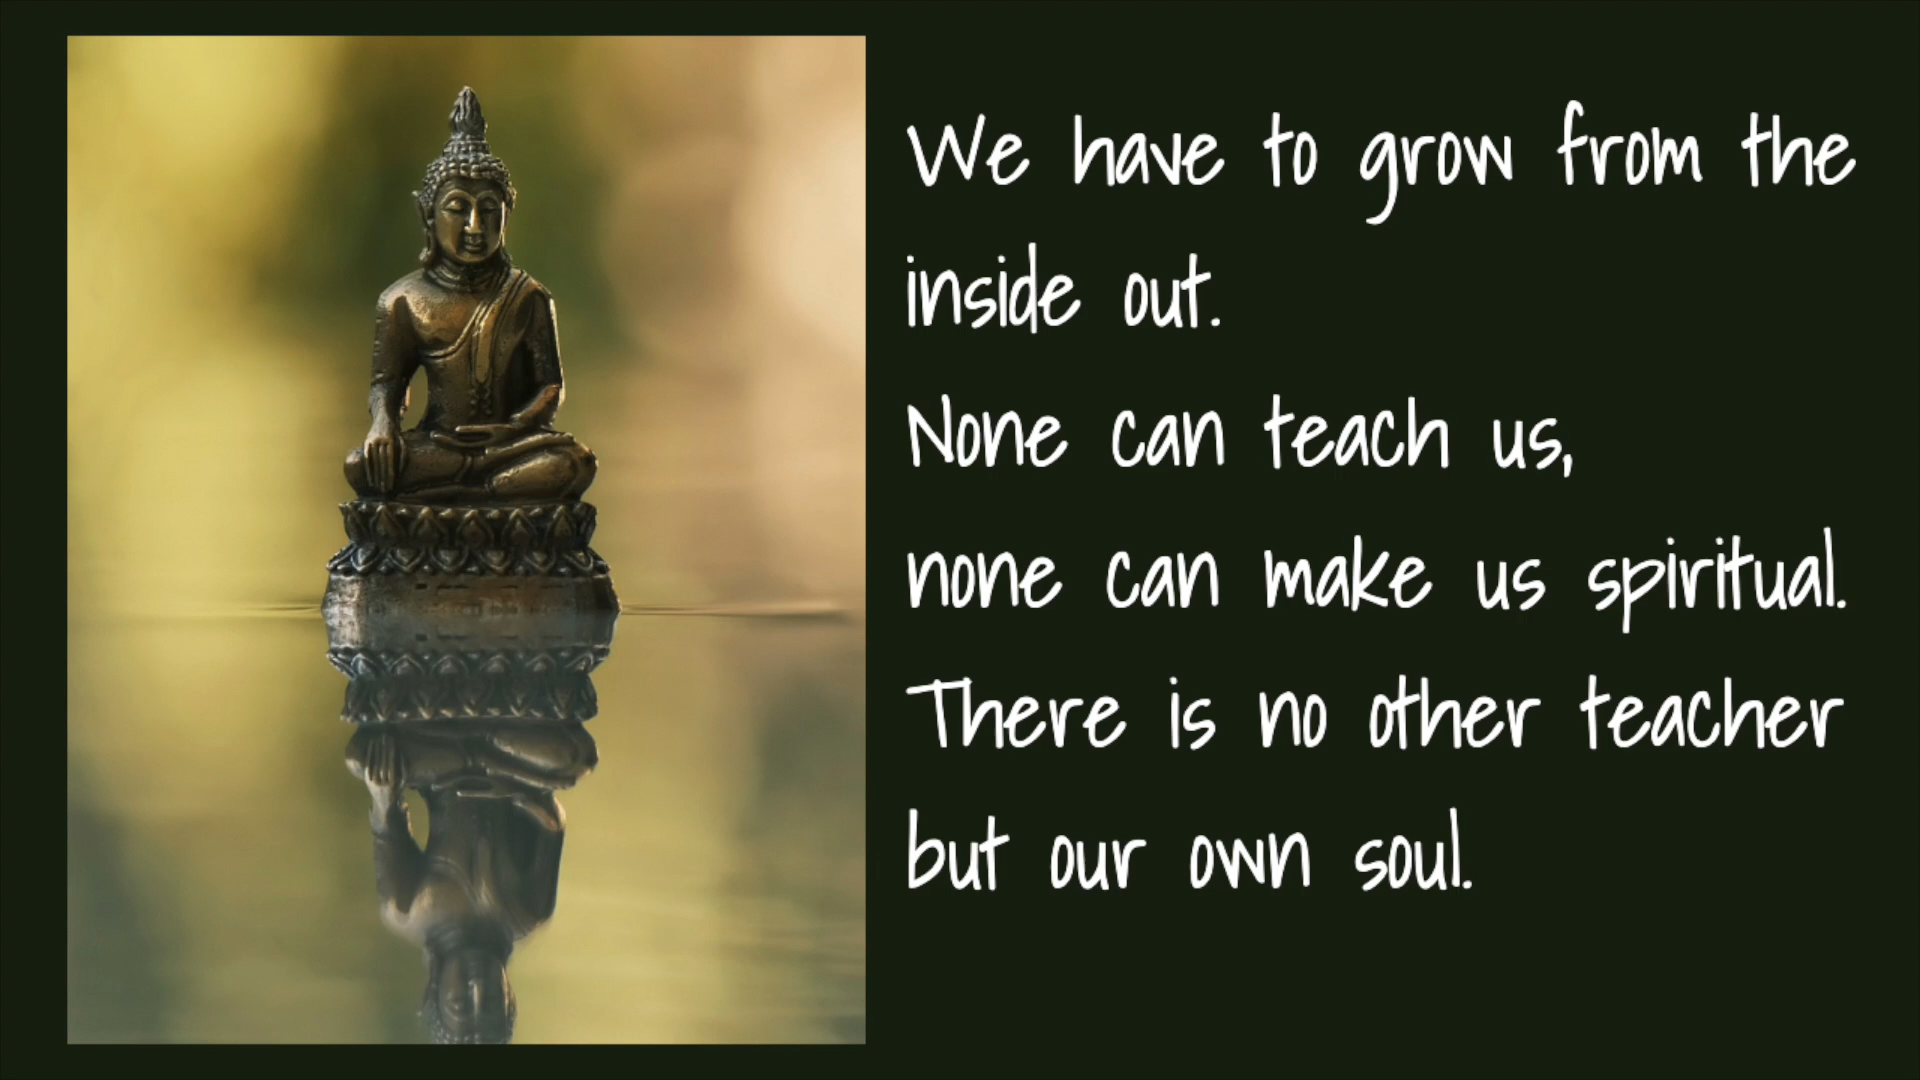 We have to grow from the
inside out.
None can teach us,
none can make us spiritual.
There is no other teacher
but our own soul.